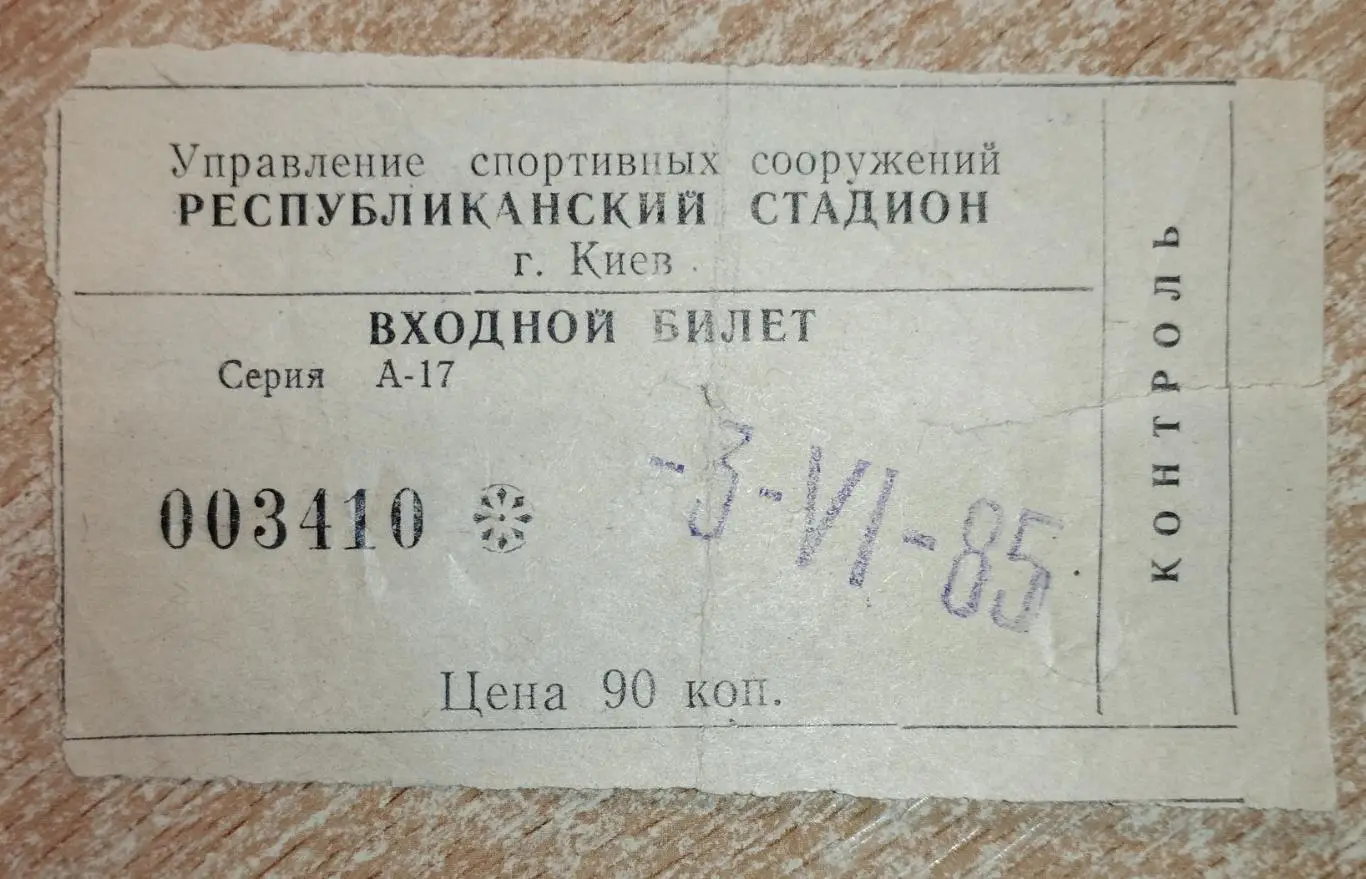 Управление спортивных сооружений
РЕСПУБЛИКАНСКИЙ СТАДИОН
г. Киев
ВХОДНОЙ БИЛЕТ
Серия А-17
003410
-3-VI-85
Цена 90 коп.
КОНТРОЛЬ